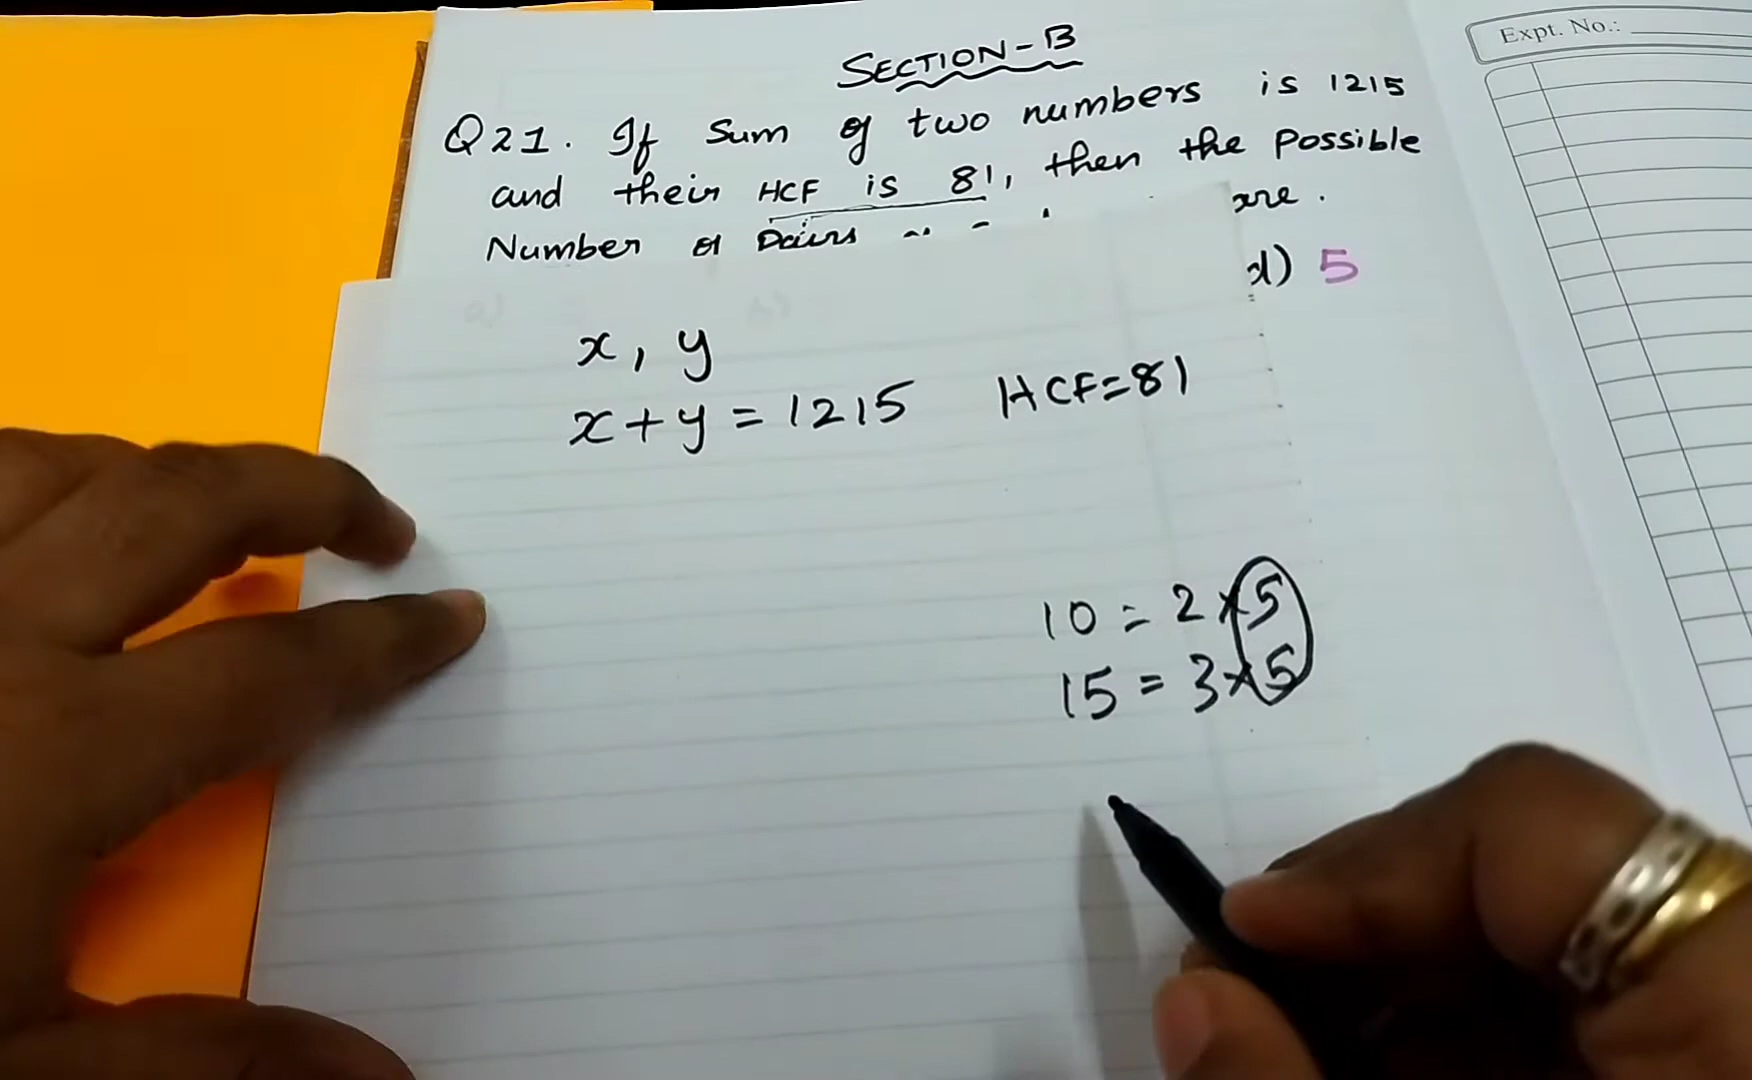 SECTION-B
Expt. No.:
Q21. If Sum of two numbers is 1215
and their HCF is 81, then the possible
Number of Pairs are.
d) 5
x, y
x+y = 1215 HCF=81
10 = 2×5
15 = 3×5